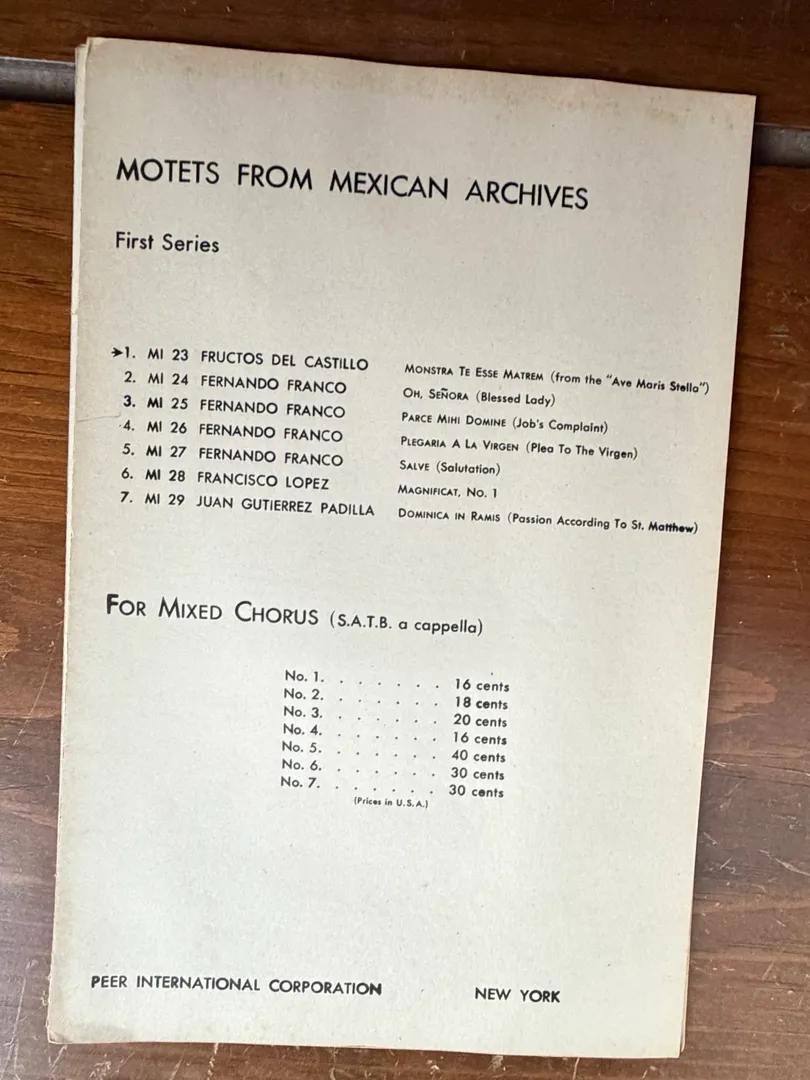 MOTETS FROM MEXICAN ARCHIVES
First Series
➔1. MI 23 FRUCTOS DEL CASTILLO MONSTRA TE ESSE MATREM (from the "Ave Maris Stella")
2. MI 24 FERNANDO FRANCO OH, SEÑORA (Blessed Lady)
3. MI 25 FERNANDO FRANCO PARCE MIHI DOMINE (Job's Complaint)
4. MI 26 FERNANDO FRANCO PLEGARIA A LA VIRGEN (Plea To The Virgen)
5. MI 27 FERNANDO FRANCO SALVE (Salutation)
6. MI 28 FRANCISCO LOPEZ MAGNIFICAT, NO. 1
7. MI 29 JUAN GUTIERREZ PADILLA DOMINICA IN RAMIS (Passion According To St. Matthew)
FOR MIXED CHORUS (S.A.T.B. a cappella)
No. 1. . . . . . . 16 cents
No. 2. . . . . . . 18 cents
No. 3. . . . . . . 20 cents
No. 4. . . . . . . 16 cents
No. 5. . . . . . . 40 cents
No. 6. . . . . . . 30 cents
No. 7. . . . . . . 30 cents
(Prices in U.S.A.)
PEER INTERNATIONAL CORPORATION NEW YORK